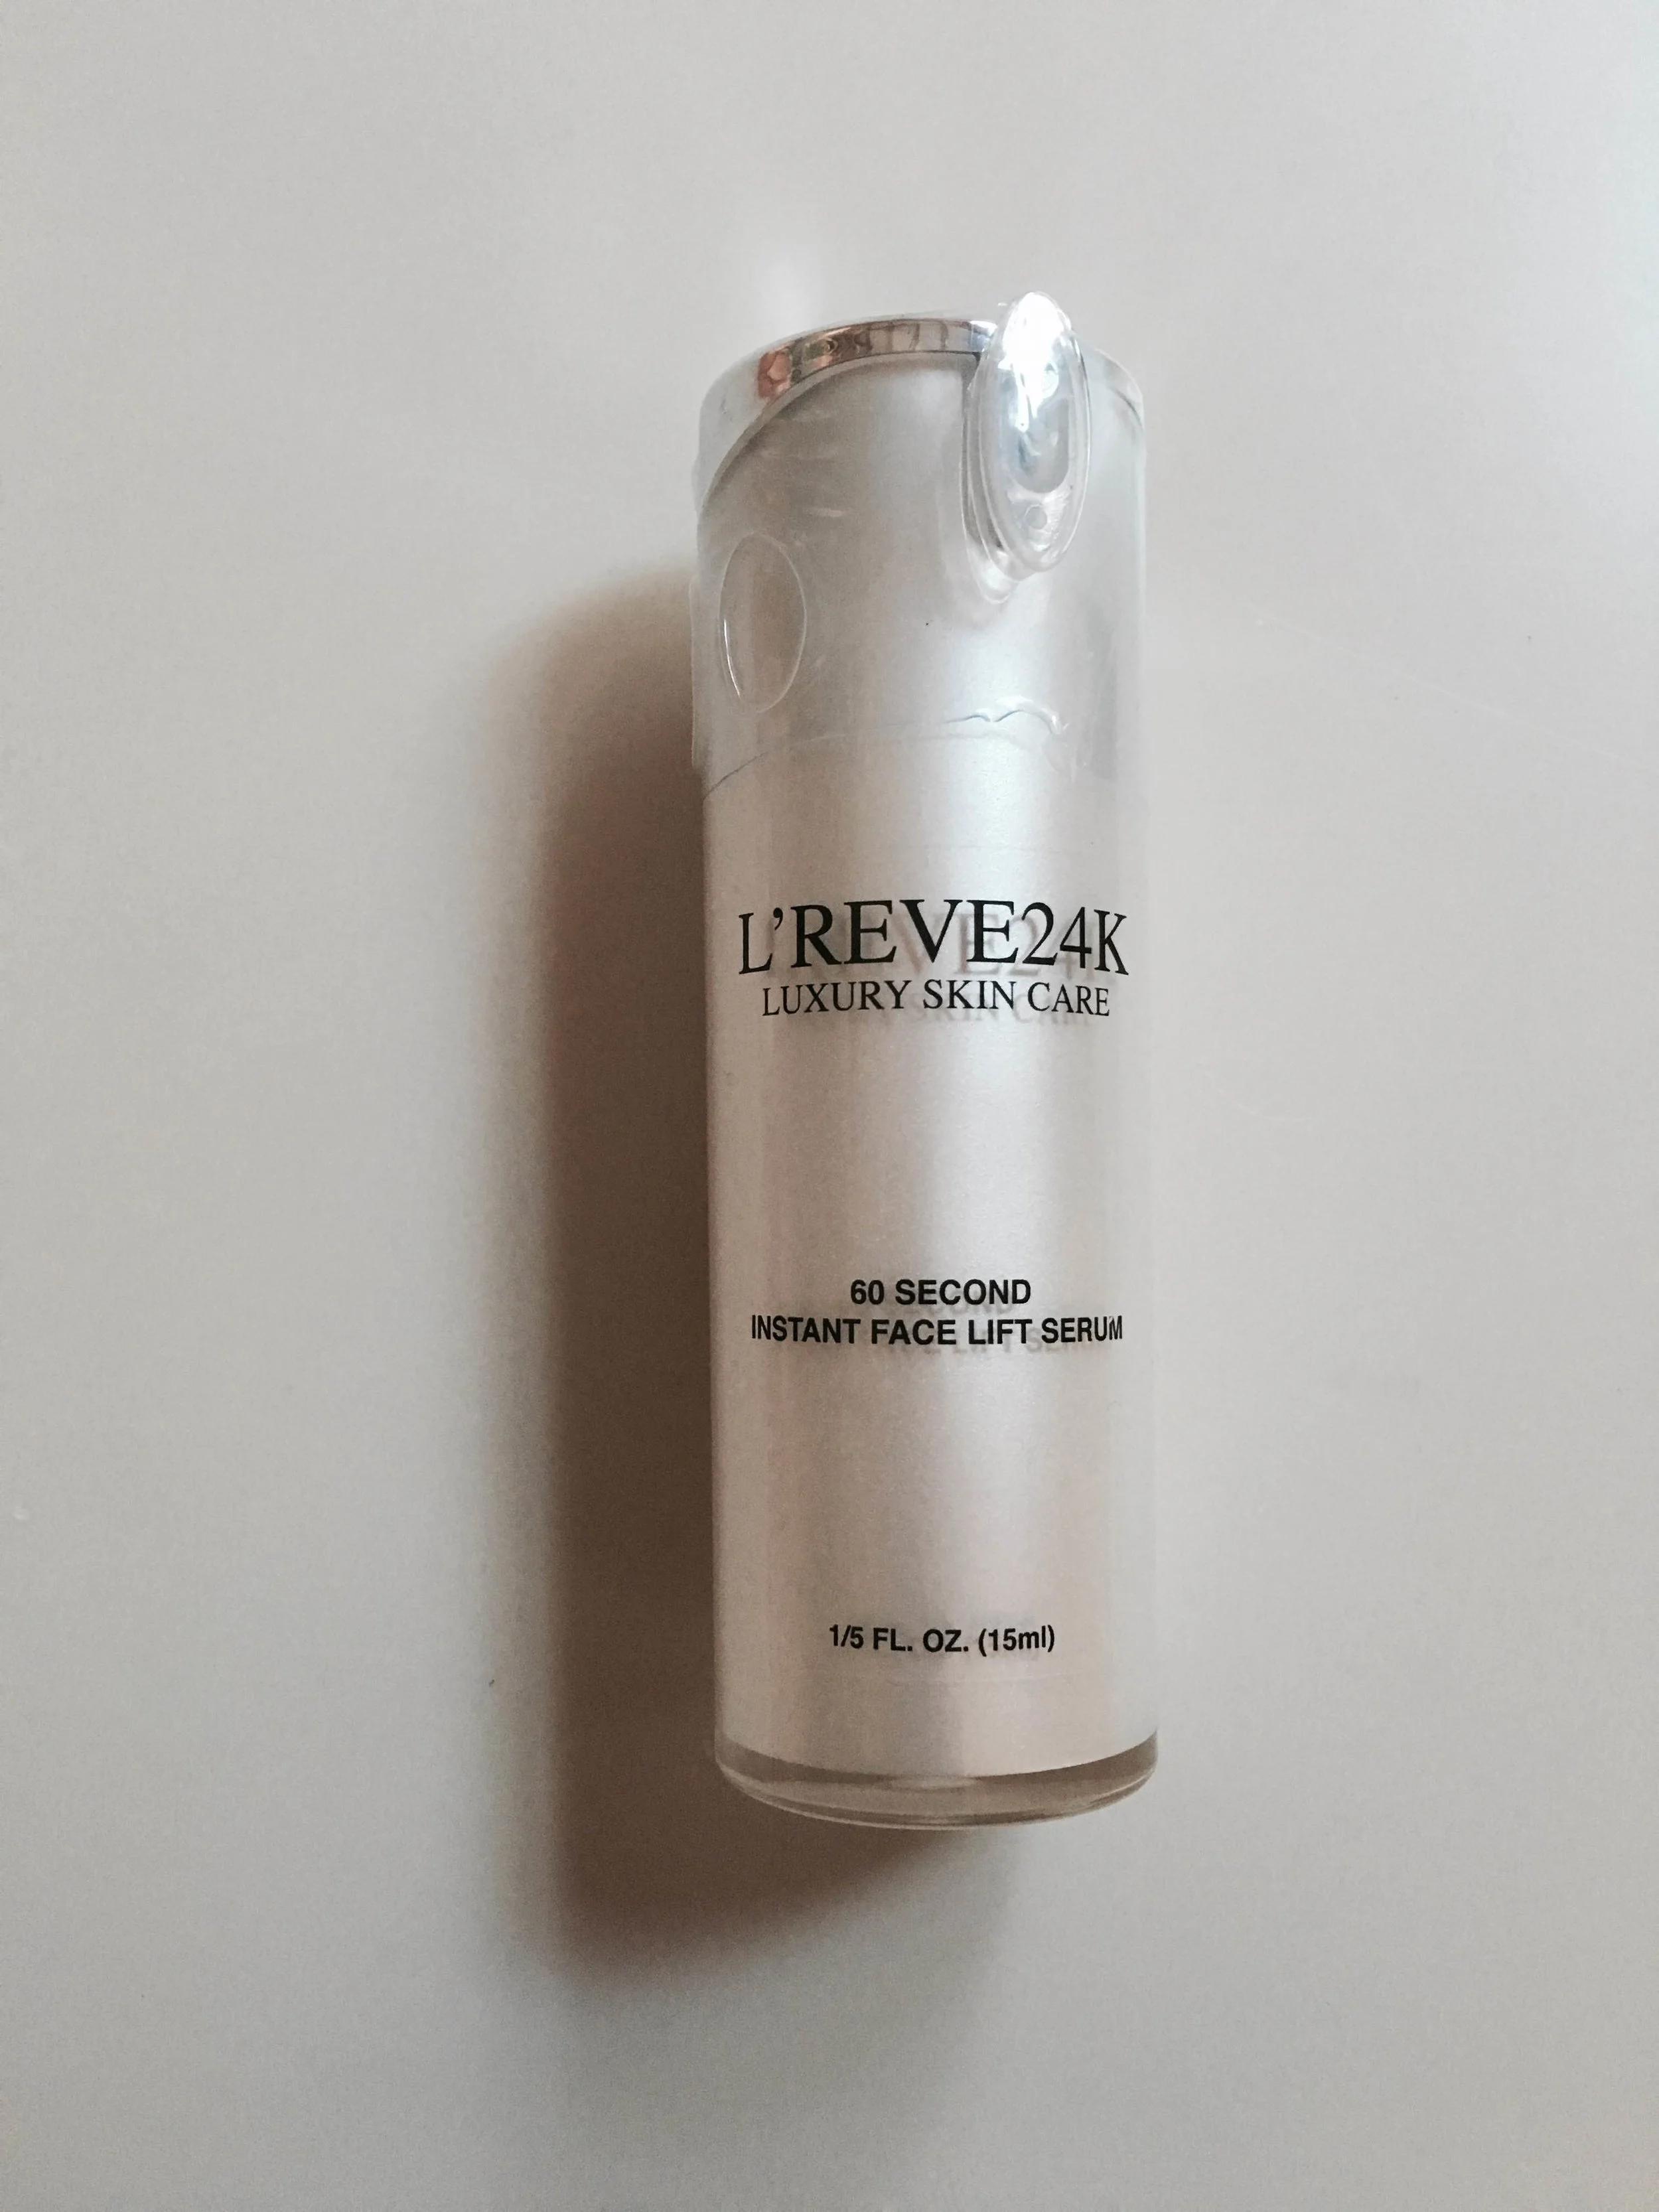 L'REVE24K
LUXURY SKIN CARE
60 SECOND
INSTANT FACE LIFT SERUM
1/5 FL. OZ. (15ml)